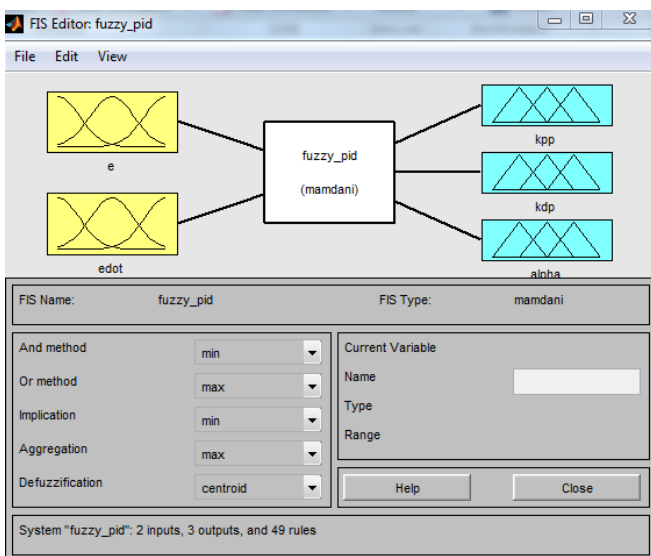 FIS Editor: fuzzy_pid
File Edit View
e
edot
fuzzy_pid
(mamdani)
kpp
kdp
alpha
FIS Name: fuzzy_pid FIS Type: mamdani
And method min
Or method max
Implication min
Aggregation max
Defuzzification centroid
Current Variable
Name
Type
Range
Help Close
System "fuzzy_pid": 2 inputs, 3 outputs, and 49 rules